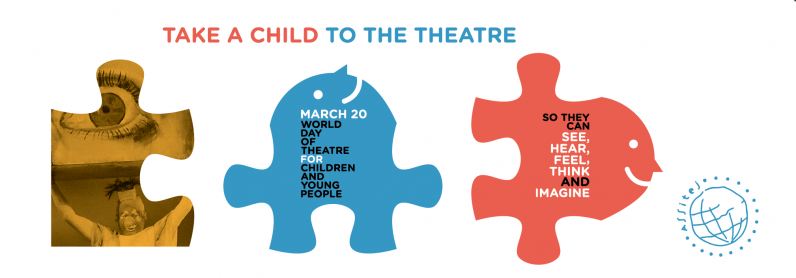 TAKE A CHILD TO THE THEATRE
MARCH 20
WORLD
DAY
OF
THEATRE
FOR
CHILDREN
AND
YOUNG
PEOPLE
SO THEY
CAN
SEE,
HEAR,
FEEL,
THINK
AND
IMAGINE
assitej